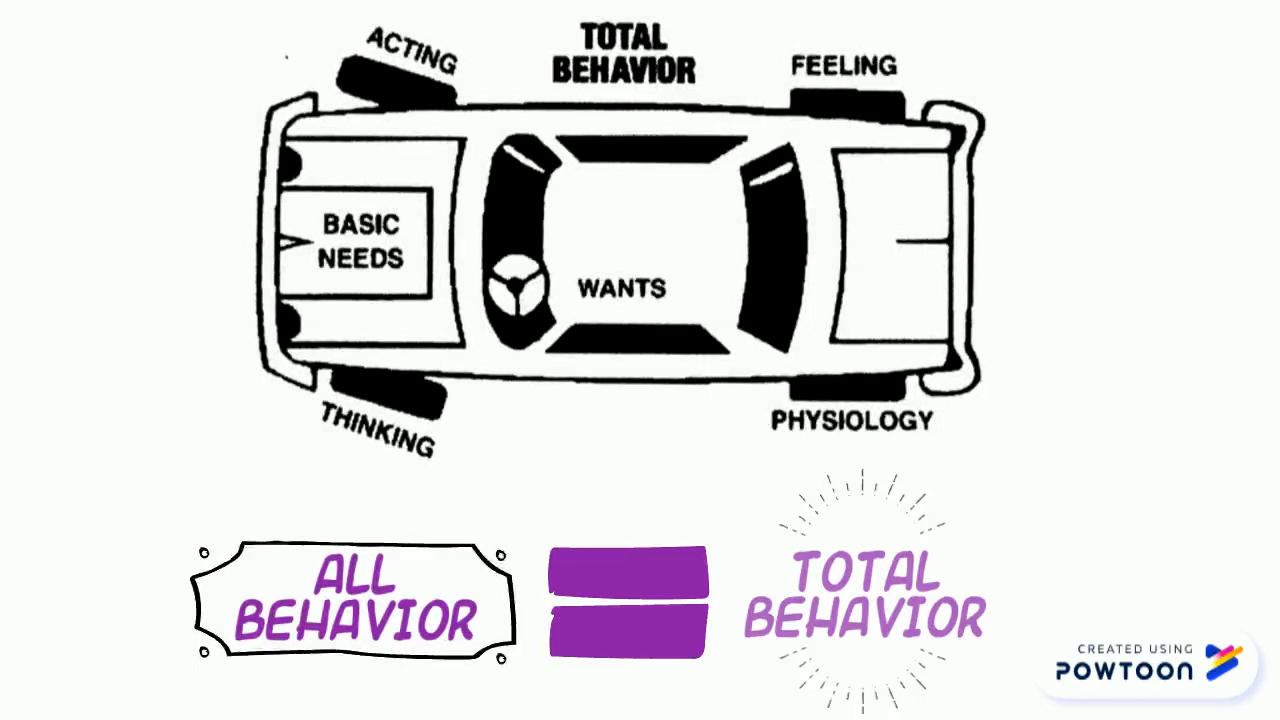 ACTING
TOTAL
BEHAVIOR
FEELING
BASIC
NEEDS
WANTS
THINKING
PHYSIOLOGY
ALL
BEHAVIOR
TOTAL
BEHAVIOR
CREATED USING
POWTOON